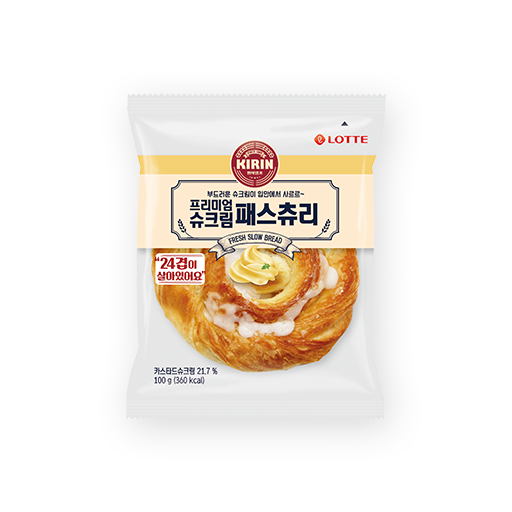 LOTTE
KIRIN
부드러운 슈크림이 입안에서 사르르~
프리미엄
슈크림 패스츄리
FRESH SLOW BREAD
"24겹이
살아있어요"
카스타드슈크림 21.7 %
100 g (360 kcal)